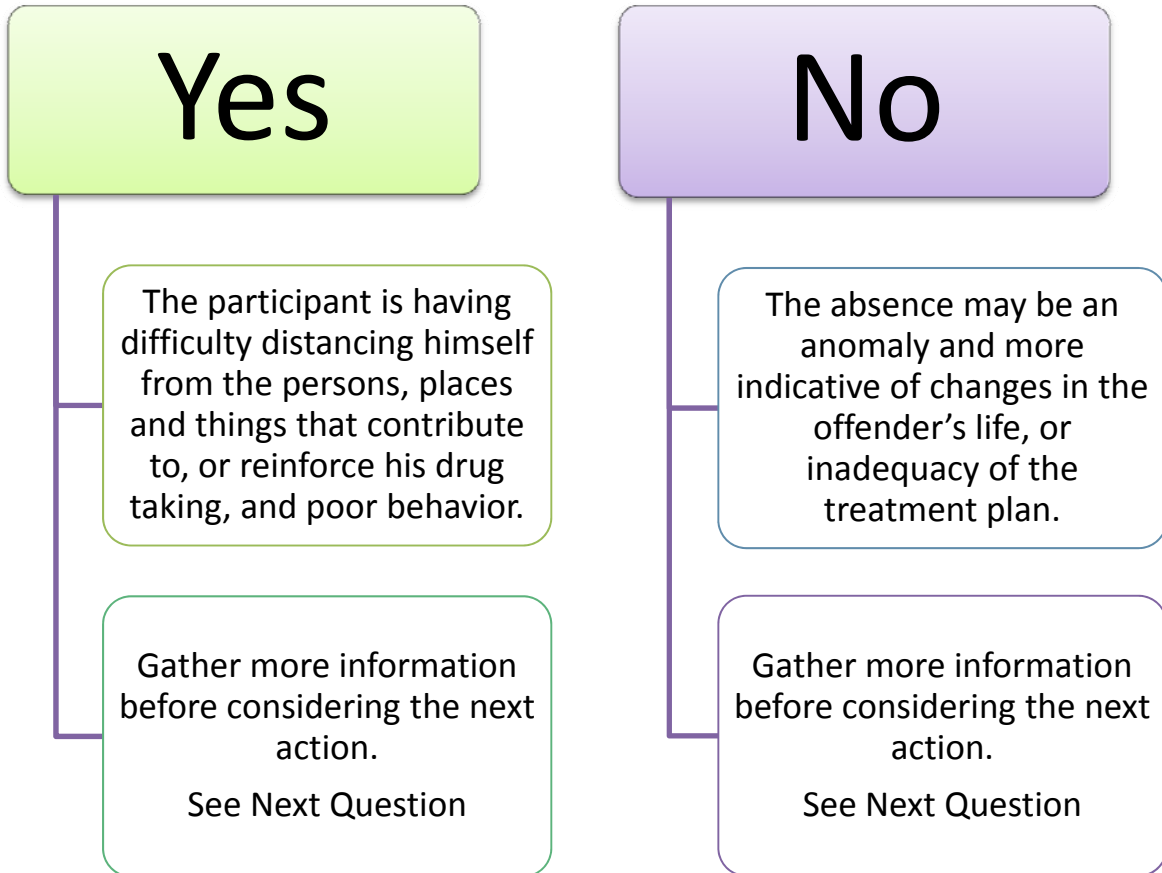 Yes
The participant is having
difficulty distancing himself
from the persons, places
and things that contribute
to, or reinforce his drug
taking, and poor behavior.
Gather more information
before considering the next
action.
See Next Question
No
The absence may be an
anomaly and more
indicative of changes in the
offender’s life, or
inadequacy of the
treatment plan.
Gather more information
before considering the next
action.
See Next Question